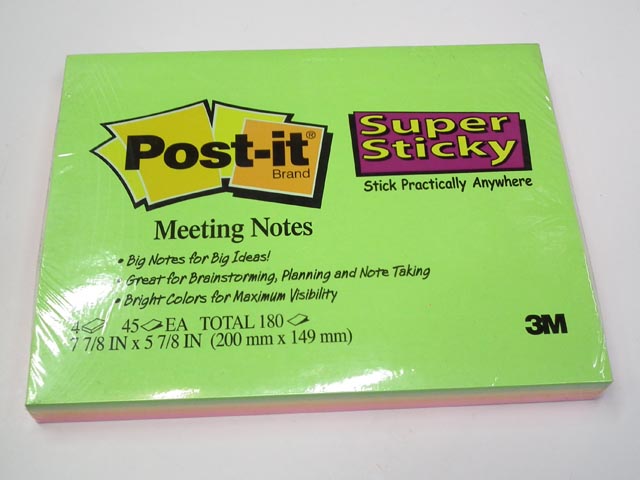 Post-it®
Brand
Super
Sticky
Stick Practically Anywhere
Meeting Notes
• Big Notes for Big Ideas!
• Great for Brainstorming, Planning and Note Taking
• Bright Colors for Maximum Visibility
4 45 EA TOTAL 180
7 7/8 IN x 5 7/8 IN (200 mm x 149 mm)
3M